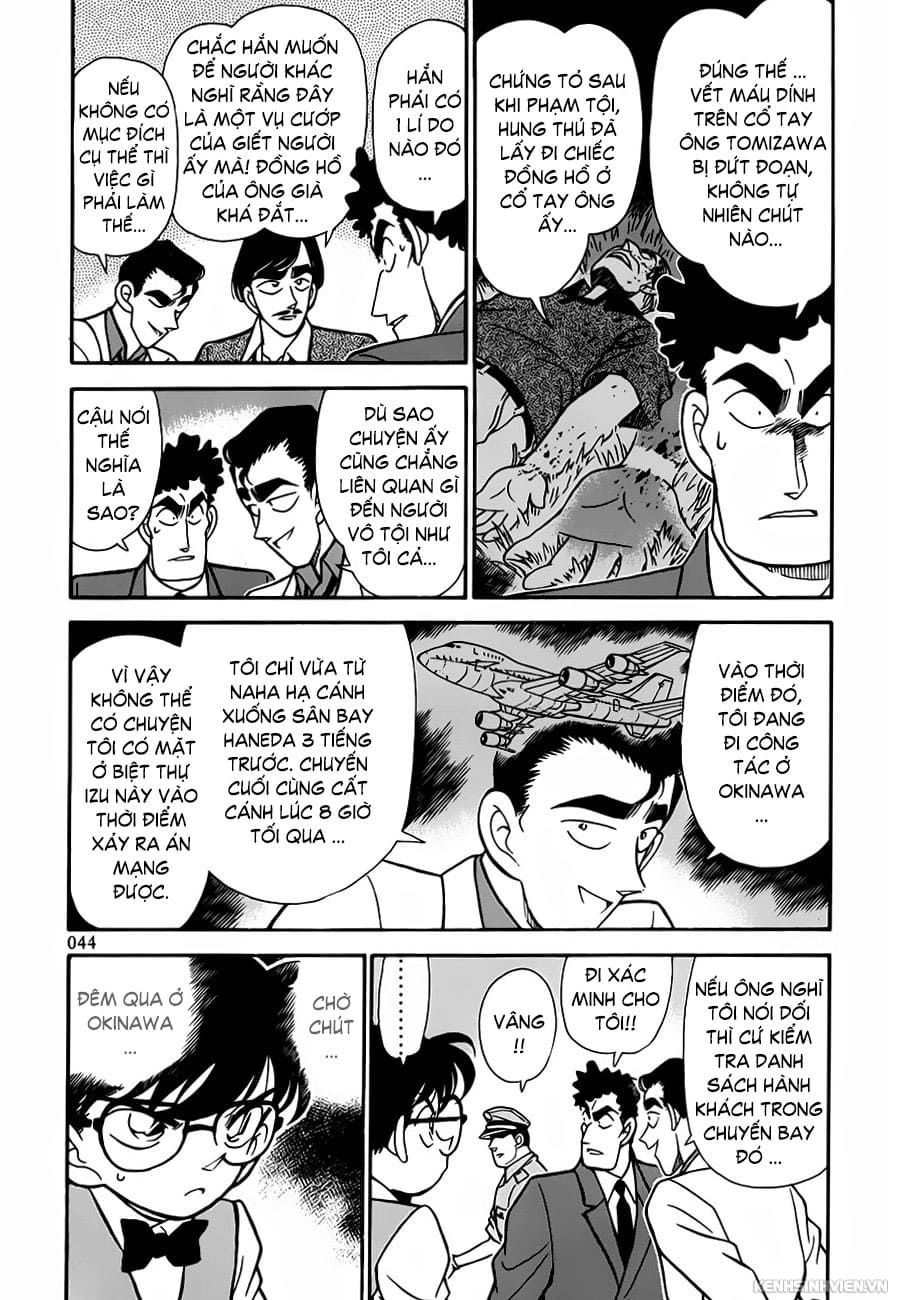 ĐÚNG THẾ ...
VẾT MÁU DÍNH
TRÊN CỔ TAY
ÔNG TOMIZAWA
BỊ ĐỨT ĐOẠN,
KHÔNG TỰ
NHIÊN CHÚT
NÀO...
CHỨNG TỎ SAU
KHI PHẠM TỘI,
HUNG THỦ ĐÃ
LẤY ĐI CHIẾC
ĐỒNG HỒ Ở
CỔ TAY ÔNG
ẤY...
HẮN
PHẢI CÓ
1 LÍ DO
NÀO ĐÓ
...
CHẮC HẲN MUỐN
ĐỂ NGƯỜI KHÁC
NGHĨ RẰNG ĐÂY
LÀ MỘT VỤ CƯỚP
CỦA GIẾT NGƯỜI
ẤY MÀ! ĐỒNG HỒ
CỦA ÔNG GIÀ
KHÁ ĐẮT...
NẾU
KHÔNG CÓ
MỤC ĐÍCH
CỤ THỂ THÌ
VIỆC GÌ
PHẢI LÀM
THẾ...
DÙ SAO
CHUYỆN ẤY
CŨNG CHẲNG
LIÊN QUAN GÌ
ĐẾN NGƯỜI
VÔ TỘI NHƯ
TÔI CẢ...
CẬU NÓI
THẾ
NGHĨA
LÀ
SAO?
VÀO THỜI
ĐIỂM ĐÓ,
TÔI ĐANG
ĐI CÔNG
TÁC Ở
OKINAWA
...
TÔI CHỈ VỪA TỪ
NAHA HẠ CÁNH
XUỐNG SÂN BAY
HANEDA 3 TIẾNG
TRƯỚC. CHUYẾN
CUỐI CÙNG CẤT
CÁNH LÚC 8 GIỜ
TỐI QUA ...
VÌ VẬY
KHÔNG THỂ
CÓ CHUYỆN
TÔI CÓ MẶT
Ở BIỆT THỰ
IZU NÀY VÀO
THỜI ĐIỂM
XẢY RA ÁN
MẠNG
ĐƯỢC.
044
NẾU ÔNG NGHĨ
TÔI NÓI DỐI
THÌ CỨ KIỂM
TRA DANH
SÁCH HÀNH
KHÁCH TRONG
CHUYẾN BAY
ĐÓ ...
ĐI XÁC
MINH CHO
TÔI!!
VÂNG
!!
........
CHỜ
CHÚT
...
ĐÊM QUA Ở
OKINAWA
...
KENHSINHVIEN.VN